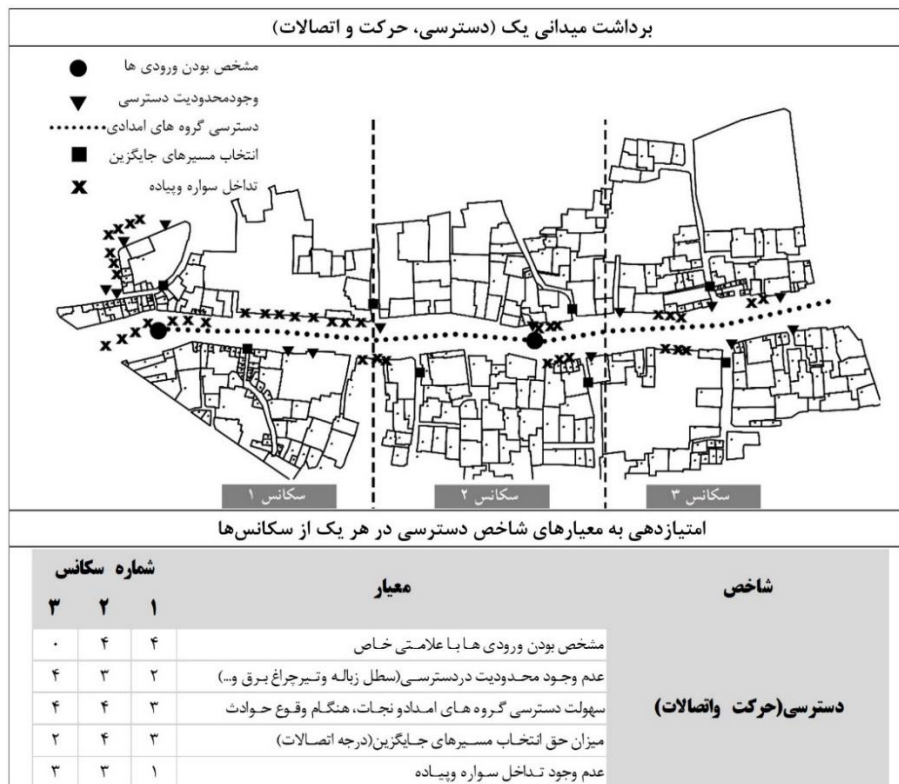 برداشت میدانی یک (دسترسی، حرکت و اتصالات)
مشخص بودن ورودی ها
وجودمحدودیت دسترسی
دسترسی گروه های امدادی
انتخاب مسیرهای جایگزین
تداخل سواره وپیاده
سکانس ۱
سکانس ۲
سکانس ۳
امتیازدهی به معیارهای شاخص دسترسی در هر یک از سکانس‌ها
شاخص معیار شماره سکانس
۱ ۲ ۳
دسترسی(حرکت واتصالات)
مشخص بودن ورودی ها با علامتی خاص ۴ ۴ ۰
عدم وجود محدودیت دردسترسی(سطل زباله وتیرچراغ برق و...) ۲ ۳ ۴
سهولت دسترسی گروه های امدادو نجات، هنگام وقوع حوادث ۳ ۴ ۴
میزان حق انتخاب مسیرهای جایگزین(درجه اتصالات) ۳ ۴ ۲
عدم وجود تداخل سواره وپیاده ۱ ۳ ۳